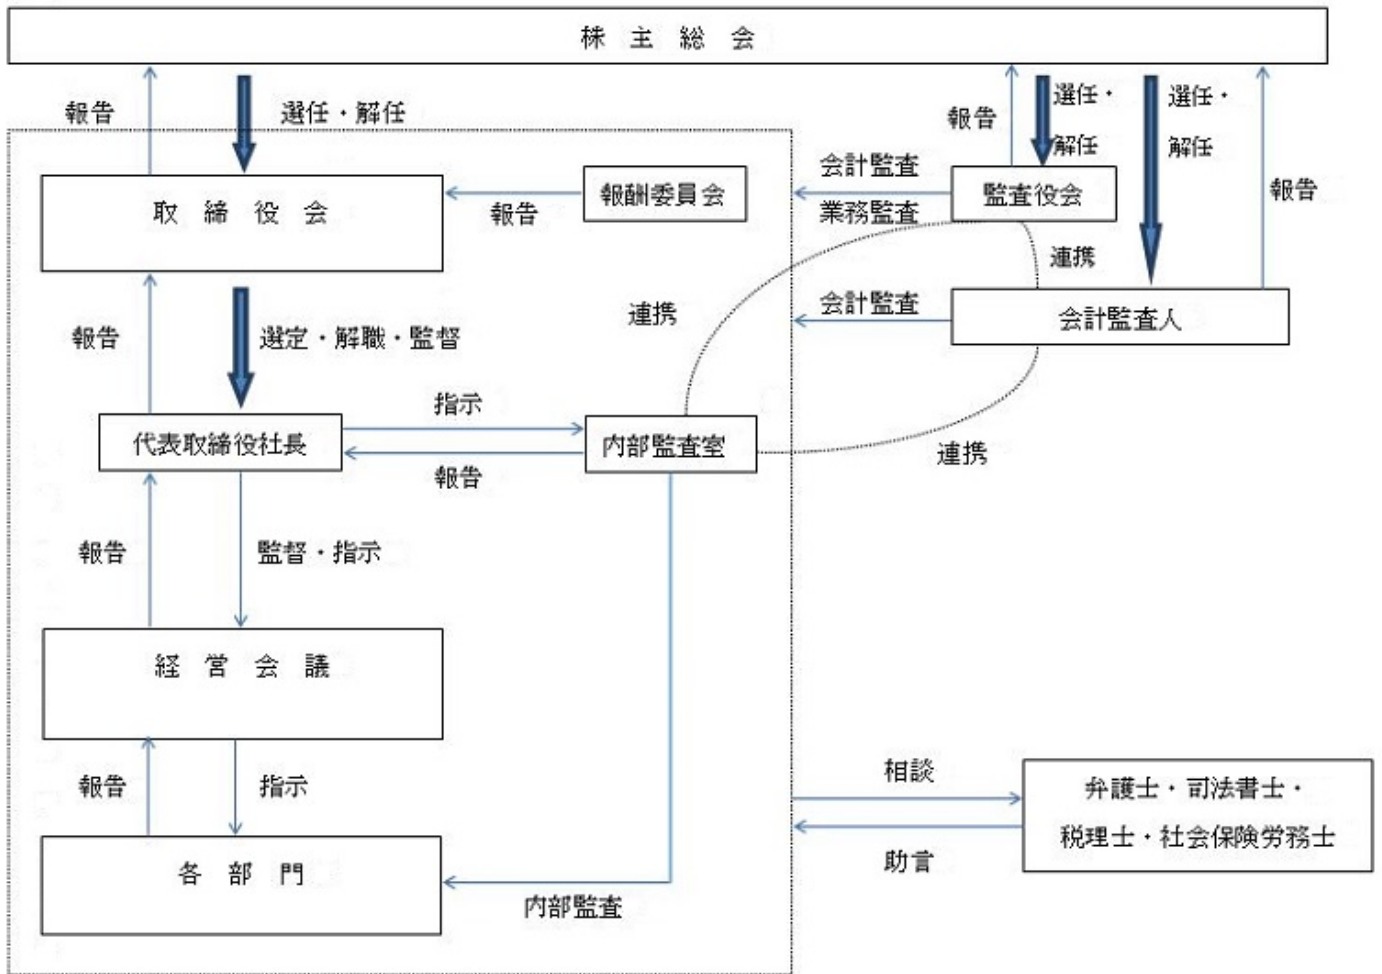 株主総会
報告
選任・解任
報告
選任・
解任
選任・
解任
報告
取締役会
報告
報酬委員会
会計監査
業務監査
監査役会
連携
連携
会計監査
会計監査人
報告
選定・解職・監督
代表取締役社長
指示
報告
内部監査室
連携
報告
監督・指示
経営会議
報告
指示
相談
助言
弁護士・司法書士・
税理士・社会保険労務士
各部門
内部監査